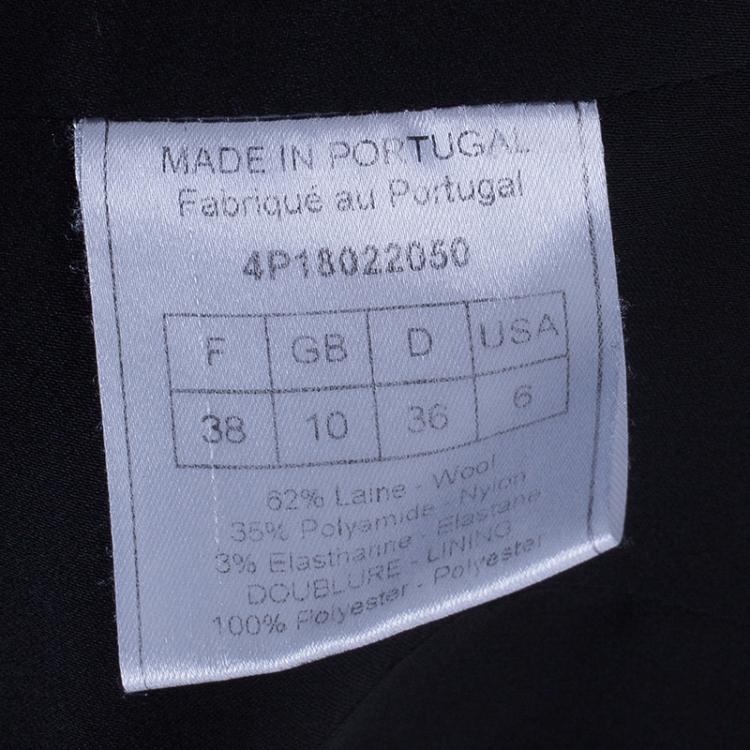 MADE IN PORTUGAL
Fabriqué au Portugal
4P18022050
F GB D USA
38 10 36 6
62% Laine - Wool
35% Polyamide - Nylon
3% Elasthanne - Elastane
DOUBLURE - LINING
100% Polyester - Polyester